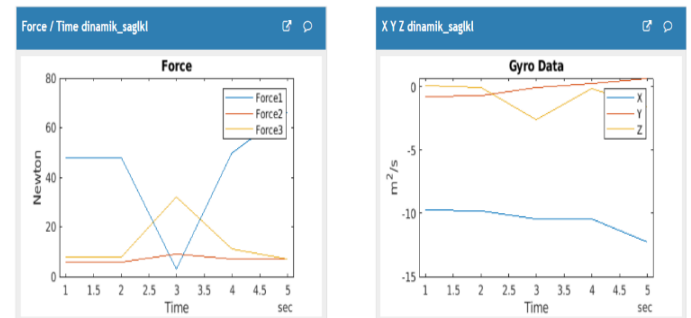 Force / Time dinamik_saglkl
Force
80
60
40
20
0
Newton
Force1
Force2
Force3
1 1.5 2 2.5 3 3.5 4 4.5 5
Time
sec
X Y Z dinamik_saglkl
Gyro Data
0
-5
-10
-15
m²/s
X
Y
Z
1 1.5 2 2.5 3 3.5 4 4.5 5
Time
sec